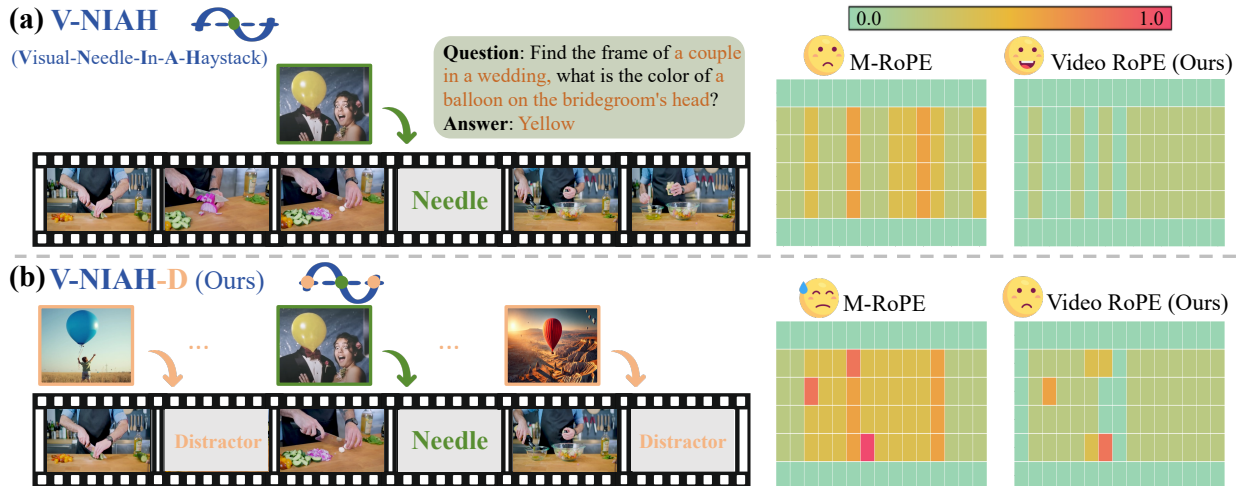 (a) V-NIAH
(Visual-Needle-In-A-Haystack)
Question: Find the frame of a couple
in a wedding, what is the color of a
balloon on the bridegroom's head?
Answer: Yellow
Needle
0.0 1.0
M-RoPE
Video RoPE (Ours)
(b) V-NIAH-D (Ours)
...
...
Distractor
Needle
Distractor
M-RoPE
Video RoPE (Ours)